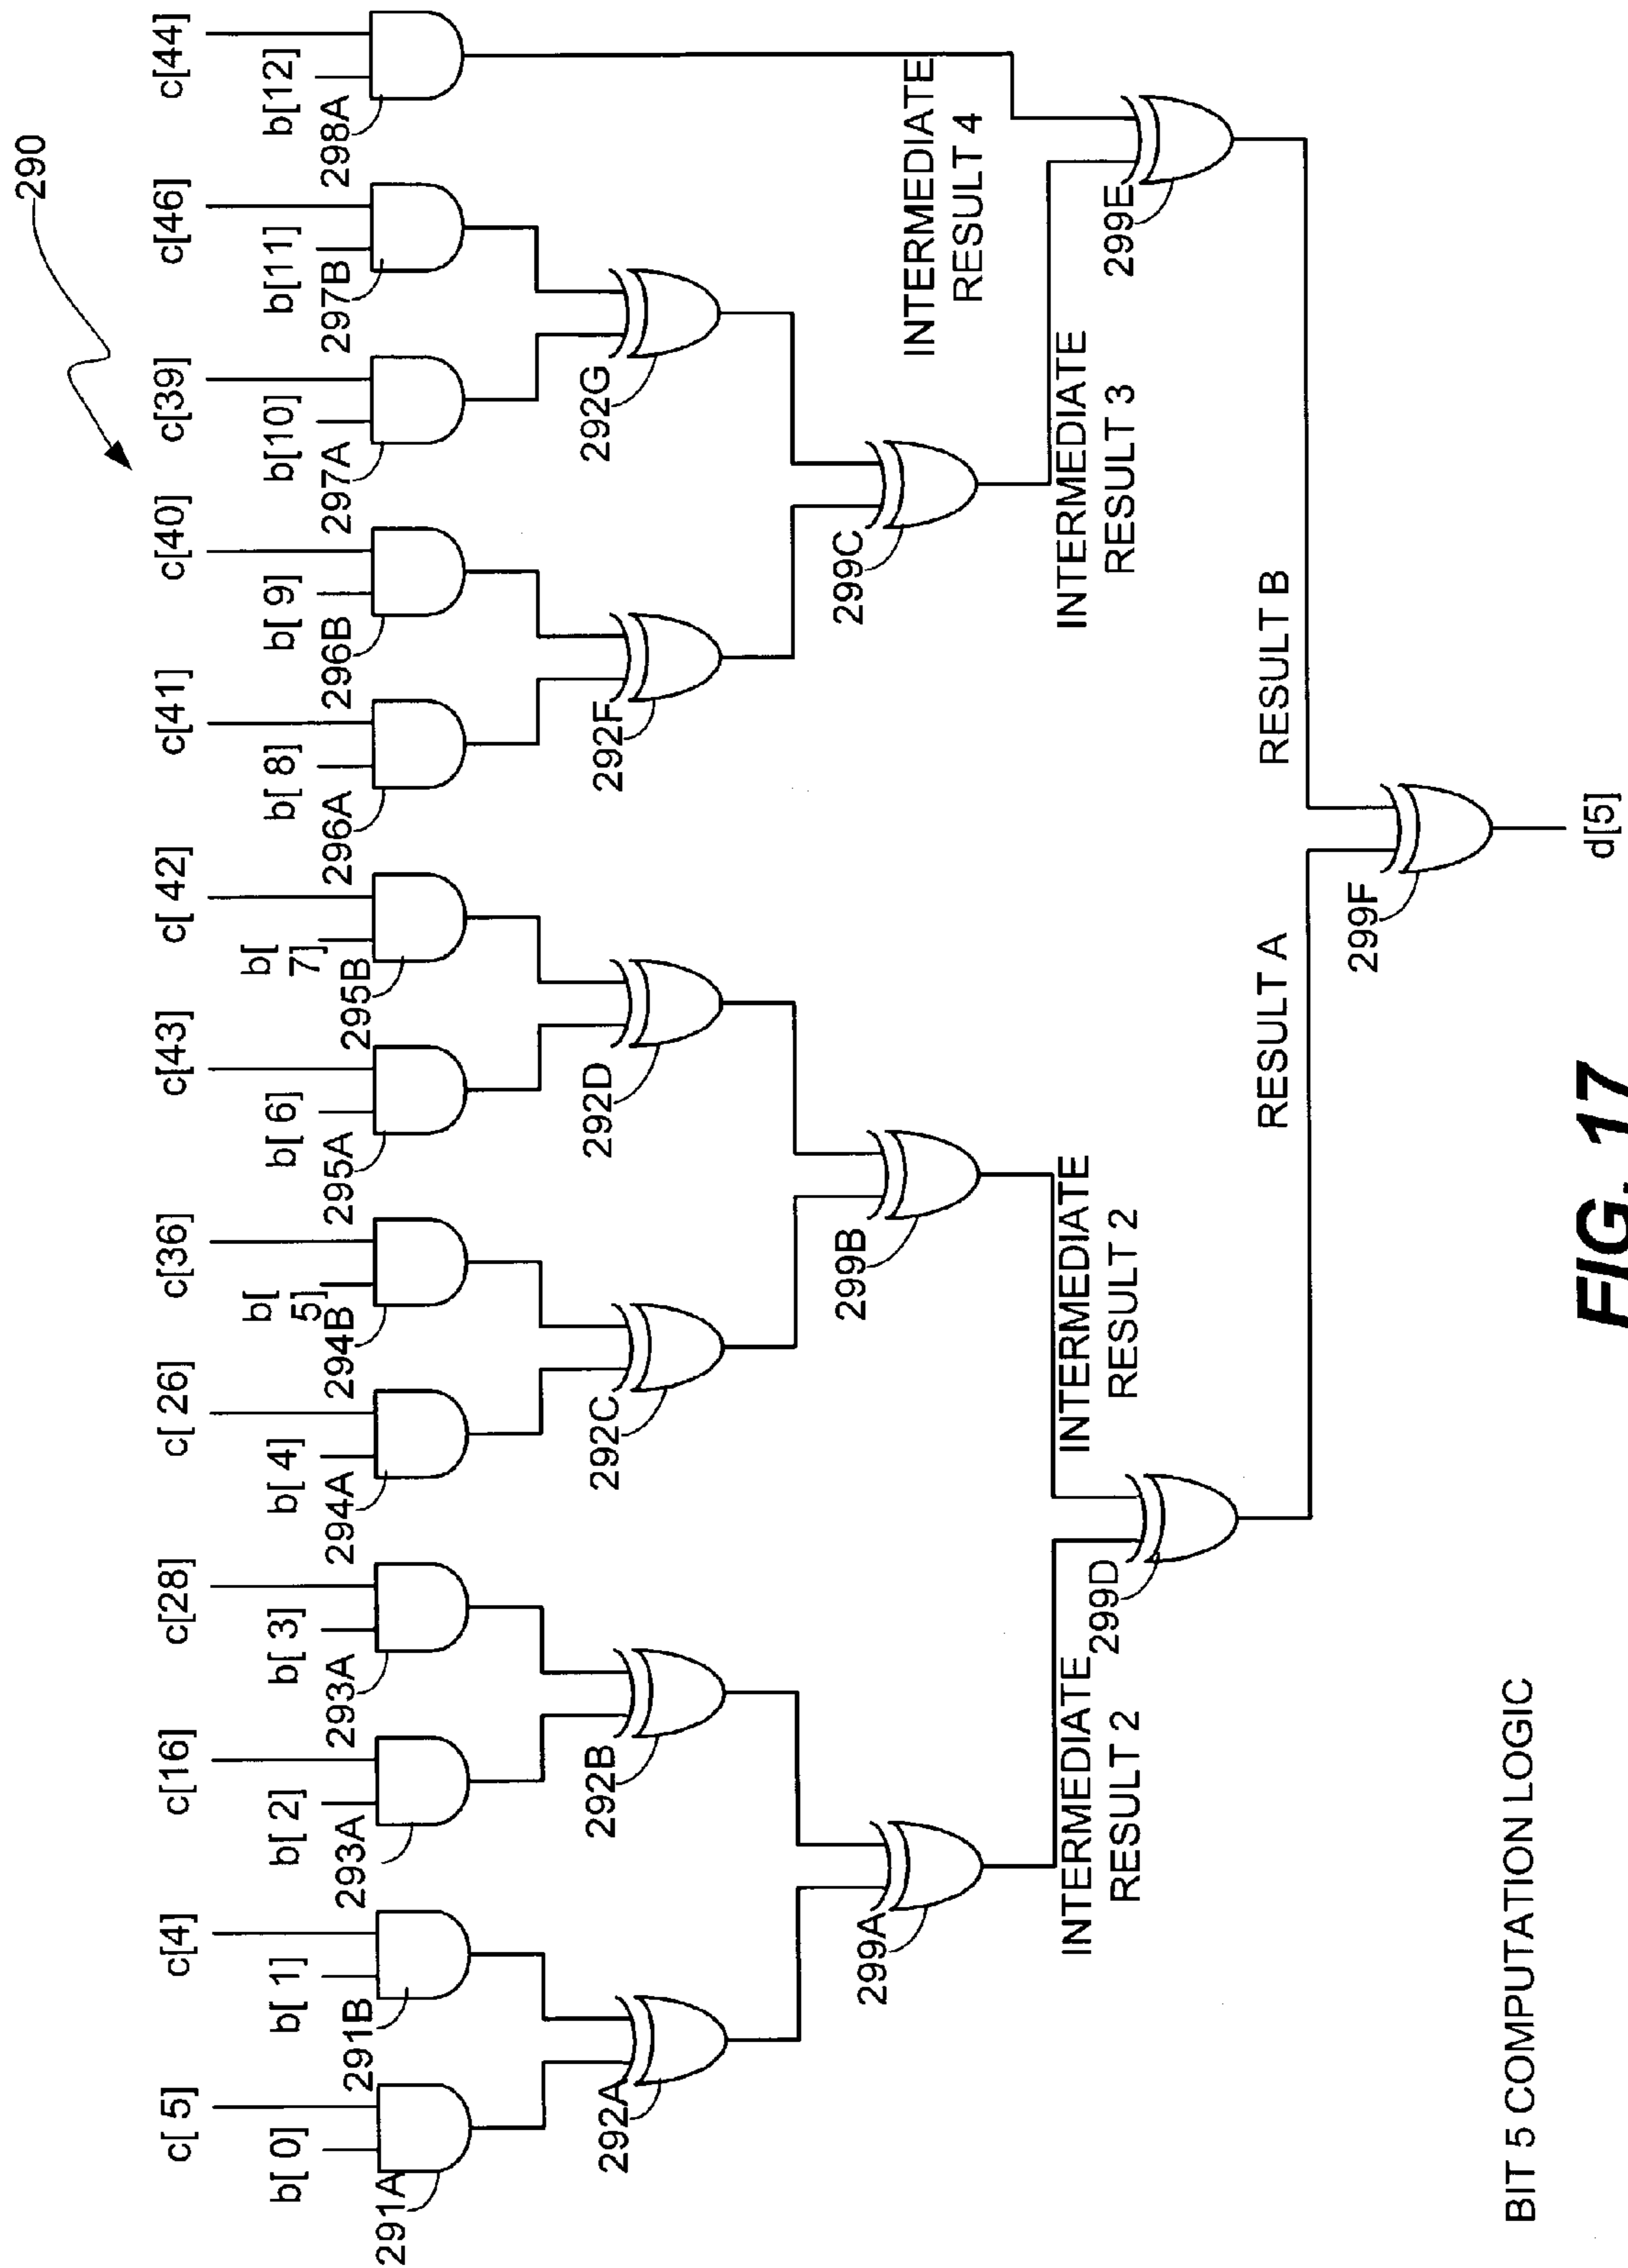 290
c[ 5]
c[4]
c[16]
c[28]
c[ 26]
c[36]
c[43]
c[ 42]
c[41]
c[40]
c[39]
c[46]
c[44]
b[ 0]
b[ 1]
b[ 2]
b[ 3]
b[ 4]
b[
5]
b[ 6]
b[
7]
b[ 8]
b[ 9]
b[10]
b[11]
b[12]
291A
291B
293A
293A
294A
294B
295A
295B
296A
296B
297A
297B
298A
292A
292B
292C
292D
292F
292G
299A
299B
299C
INTERMEDIATE
RESULT 4
INTERMEDIATE
RESULT 2
INTERMEDIATE
RESULT 2
INTERMEDIATE
RESULT 3
299D
299E
RESULT A
RESULT B
299F
d[5]
BIT 5 COMPUTATION LOGIC
FIG. 17